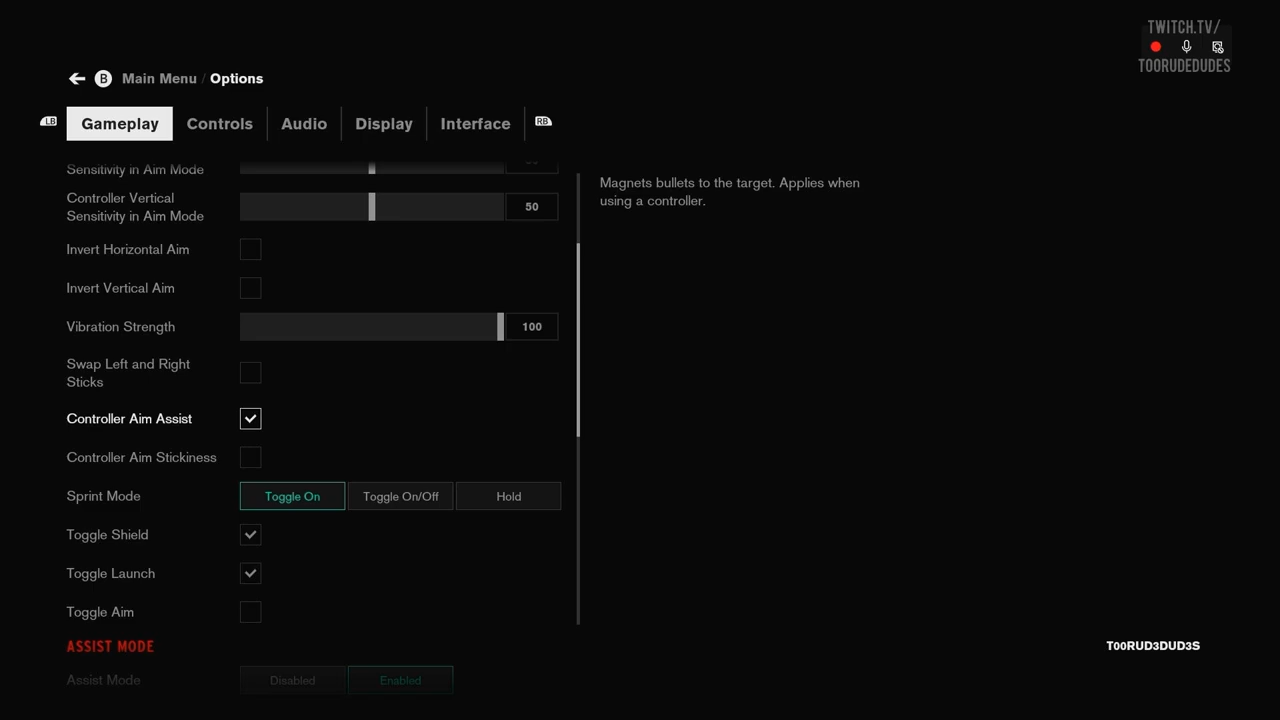 TWITCH.TV/
TOORUDEDUDES
B Main Menu / Options
LB Gameplay Controls Audio Display Interface RB
Sensitivity in Aim Mode
Controller Vertical
Sensitivity in Aim Mode 50
Invert Horizontal Aim
Invert Vertical Aim
Vibration Strength 100
Swap Left and Right
Sticks
Controller Aim Assist
Controller Aim Stickiness
Sprint Mode Toggle On Toggle On/Off Hold
Toggle Shield
Toggle Launch
Toggle Aim
ASSIST MODE
Assist Mode Disabled Enabled
Magnets bullets to the target. Applies when
using a controller.
T00RUD3DUD3S